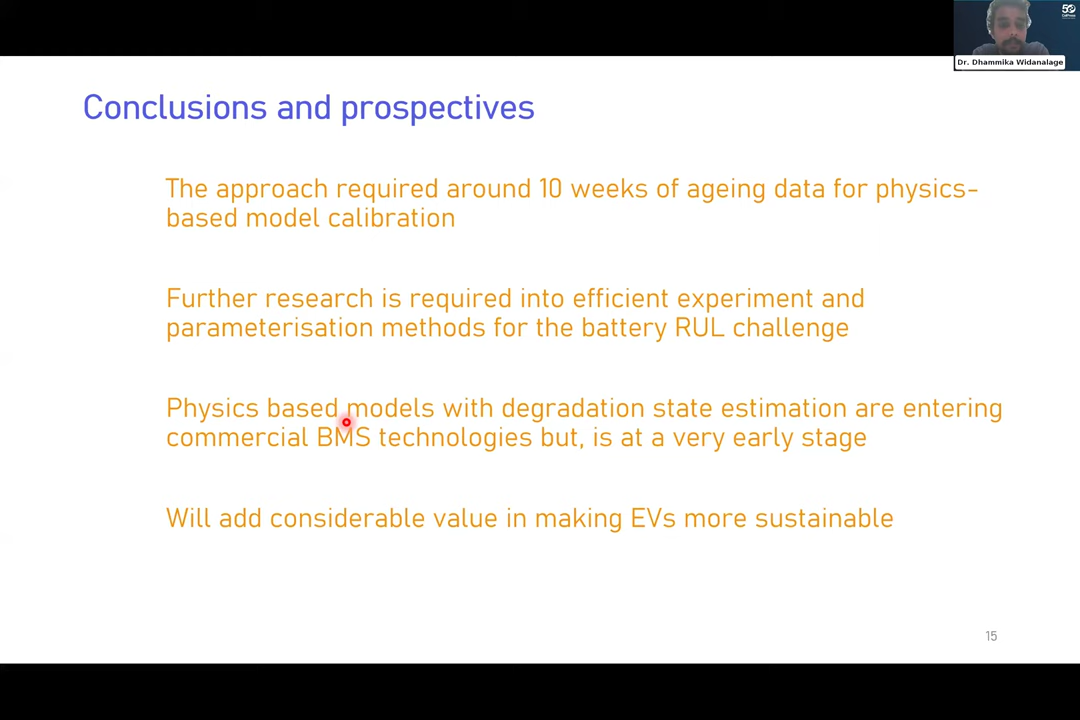 50
Dr. Dhammika Widanalage
Conclusions and prospectives
The approach required around 10 weeks of ageing data for physics-
based model calibration
Further research is required into efficient experiment and
parameterisation methods for the battery RUL challenge
Physics based models with degradation state estimation are entering
commercial BMS technologies but, is at a very early stage
Will add considerable value in making EVs more sustainable
15